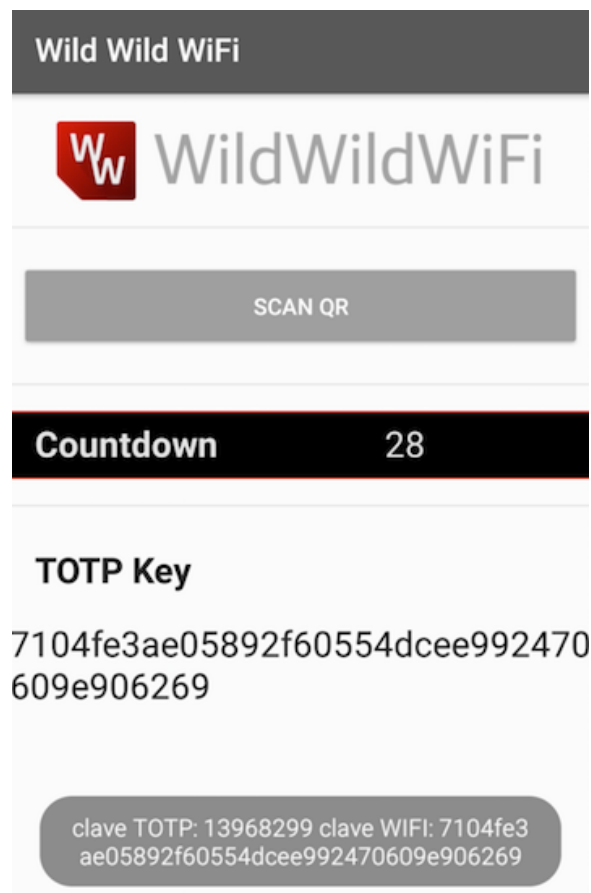 Wild Wild WiFi
WW WildWildWiFi
SCAN QR
Countdown 28
TOTP Key
7104fe3ae05892f60554dcee992470
609e906269
clave TOTP: 13968299 clave WIFI: 7104fe3
ae05892f60554dcee992470609e906269